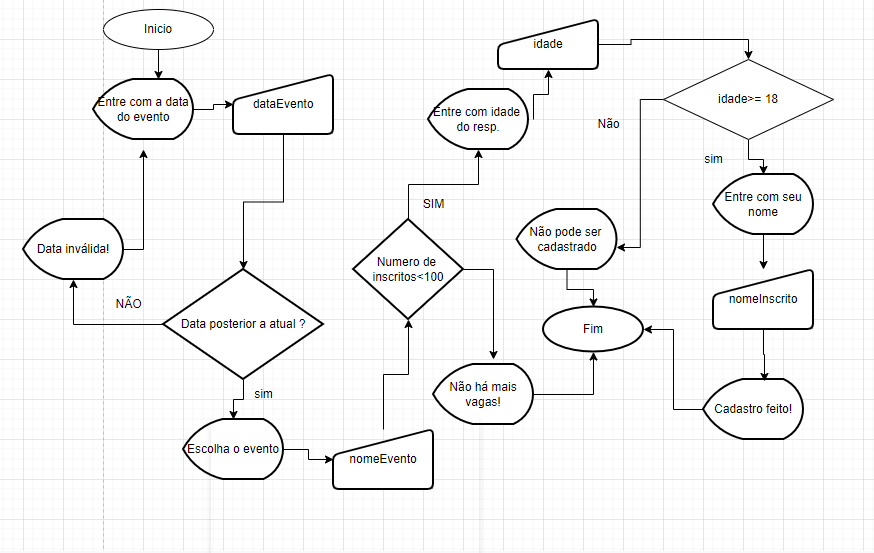 Inicio
Entre com a data
do evento
dataEvento
Data inválida!
NÃO
Data posterior a atual ?
sim
Escolha o evento
nomeEvento
Numero de
inscritos<100
SIM
Não há mais
vagas!
Entre com idade
do resp.
idade
idade>= 18
Não
sim
Não pode ser
cadastrado
Entre com seu
nome
nomeInscrito
Cadastro feito!
Fim